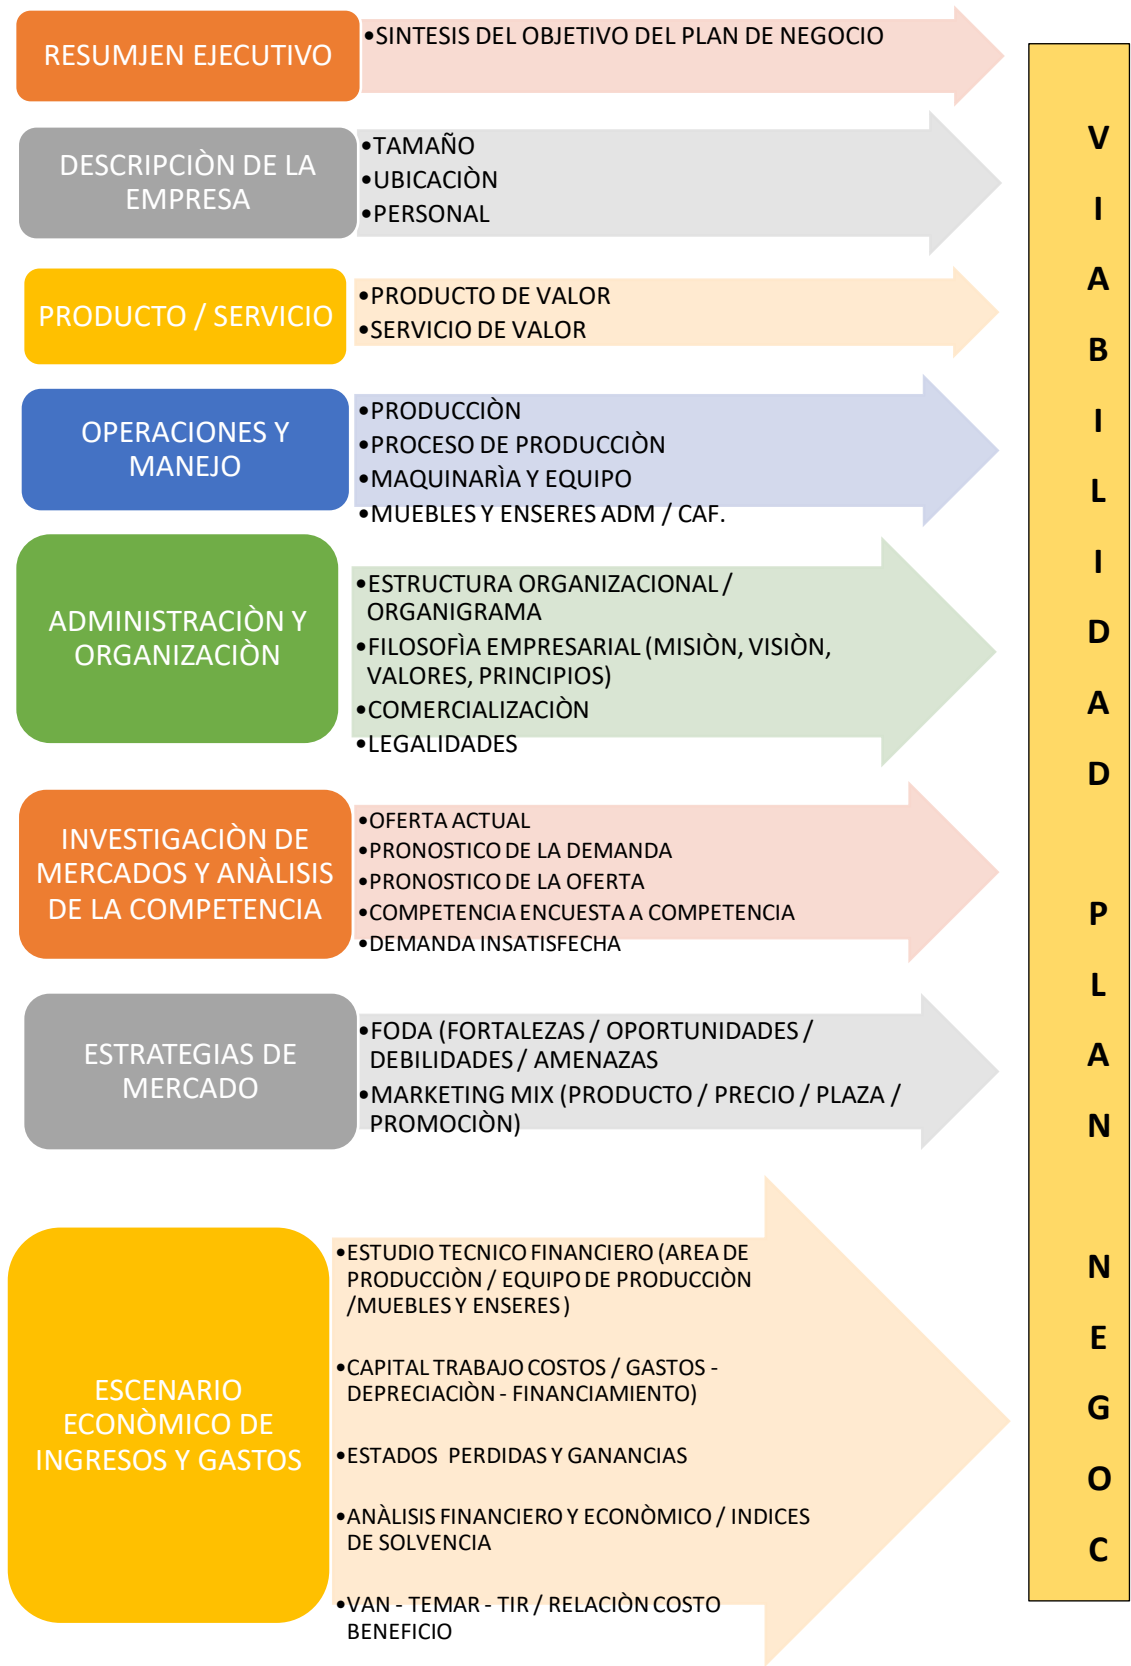 RESUMJEN EJECUTIVO
•SINTESIS DEL OBJETIVO DEL PLAN DE NEGOCIO
DESCRIPCIÒN DE LA
EMPRESA
•TAMAÑO
•UBICACIÒN
•PERSONAL
PRODUCTO / SERVICIO
•PRODUCTO DE VALOR
•SERVICIO DE VALOR
OPERACIONES Y
MANEJO
•PRODUCCIÒN
•PROCESO DE PRODUCCIÒN
•MAQUINARÌA Y EQUIPO
•MUEBLES Y ENSERES ADM / CAF.
ADMINISTRACIÒN Y
ORGANIZACIÒN
•ESTRUCTURA ORGANIZACIONAL /
ORGANIGRAMA
•FILOSOFÌA EMPRESARIAL (MISIÒN, VISIÒN,
VALORES, PRINCIPIOS)
•COMERCIALIZACIÒN
•LEGALIDADES
INVESTIGACIÒN DE
MERCADOS Y ANÀLISIS
DE LA COMPETENCIA
•OFERTA ACTUAL
•PRONOSTICO DE LA DEMANDA
•PRONOSTICO DE LA OFERTA
•COMPETENCIA ENCUESTA A COMPETENCIA
•DEMANDA INSATISFECHA
ESTRATEGIAS DE
MERCADO
•FODA (FORTALEZAS / OPORTUNIDADES /
DEBILIDADES / AMENAZAS
•MARKETING MIX (PRODUCTO / PRECIO / PLAZA /
PROMOCIÒN)
ESCENARIO
ECONÒMICO DE
INGRESOS Y GASTOS
•ESTUDIO TECNICO FINANCIERO (AREA DE
PRODUCCIÒN / EQUIPO DE PRODUCCIÒN
/MUEBLES Y ENSERES )
•CAPITAL TRABAJO COSTOS / GASTOS -
DEPRECIACIÒN - FINANCIAMIENTO)
•ESTADOS PERDIDAS Y GANANCIAS
•ANÀLISIS FINANCIERO Y ECONÒMICO / INDICES
DE SOLVENCIA
•VAN - TEMAR - TIR / RELACIÒN COSTO
BENEFICIO
VIABILIDAD PLAN NEGOC